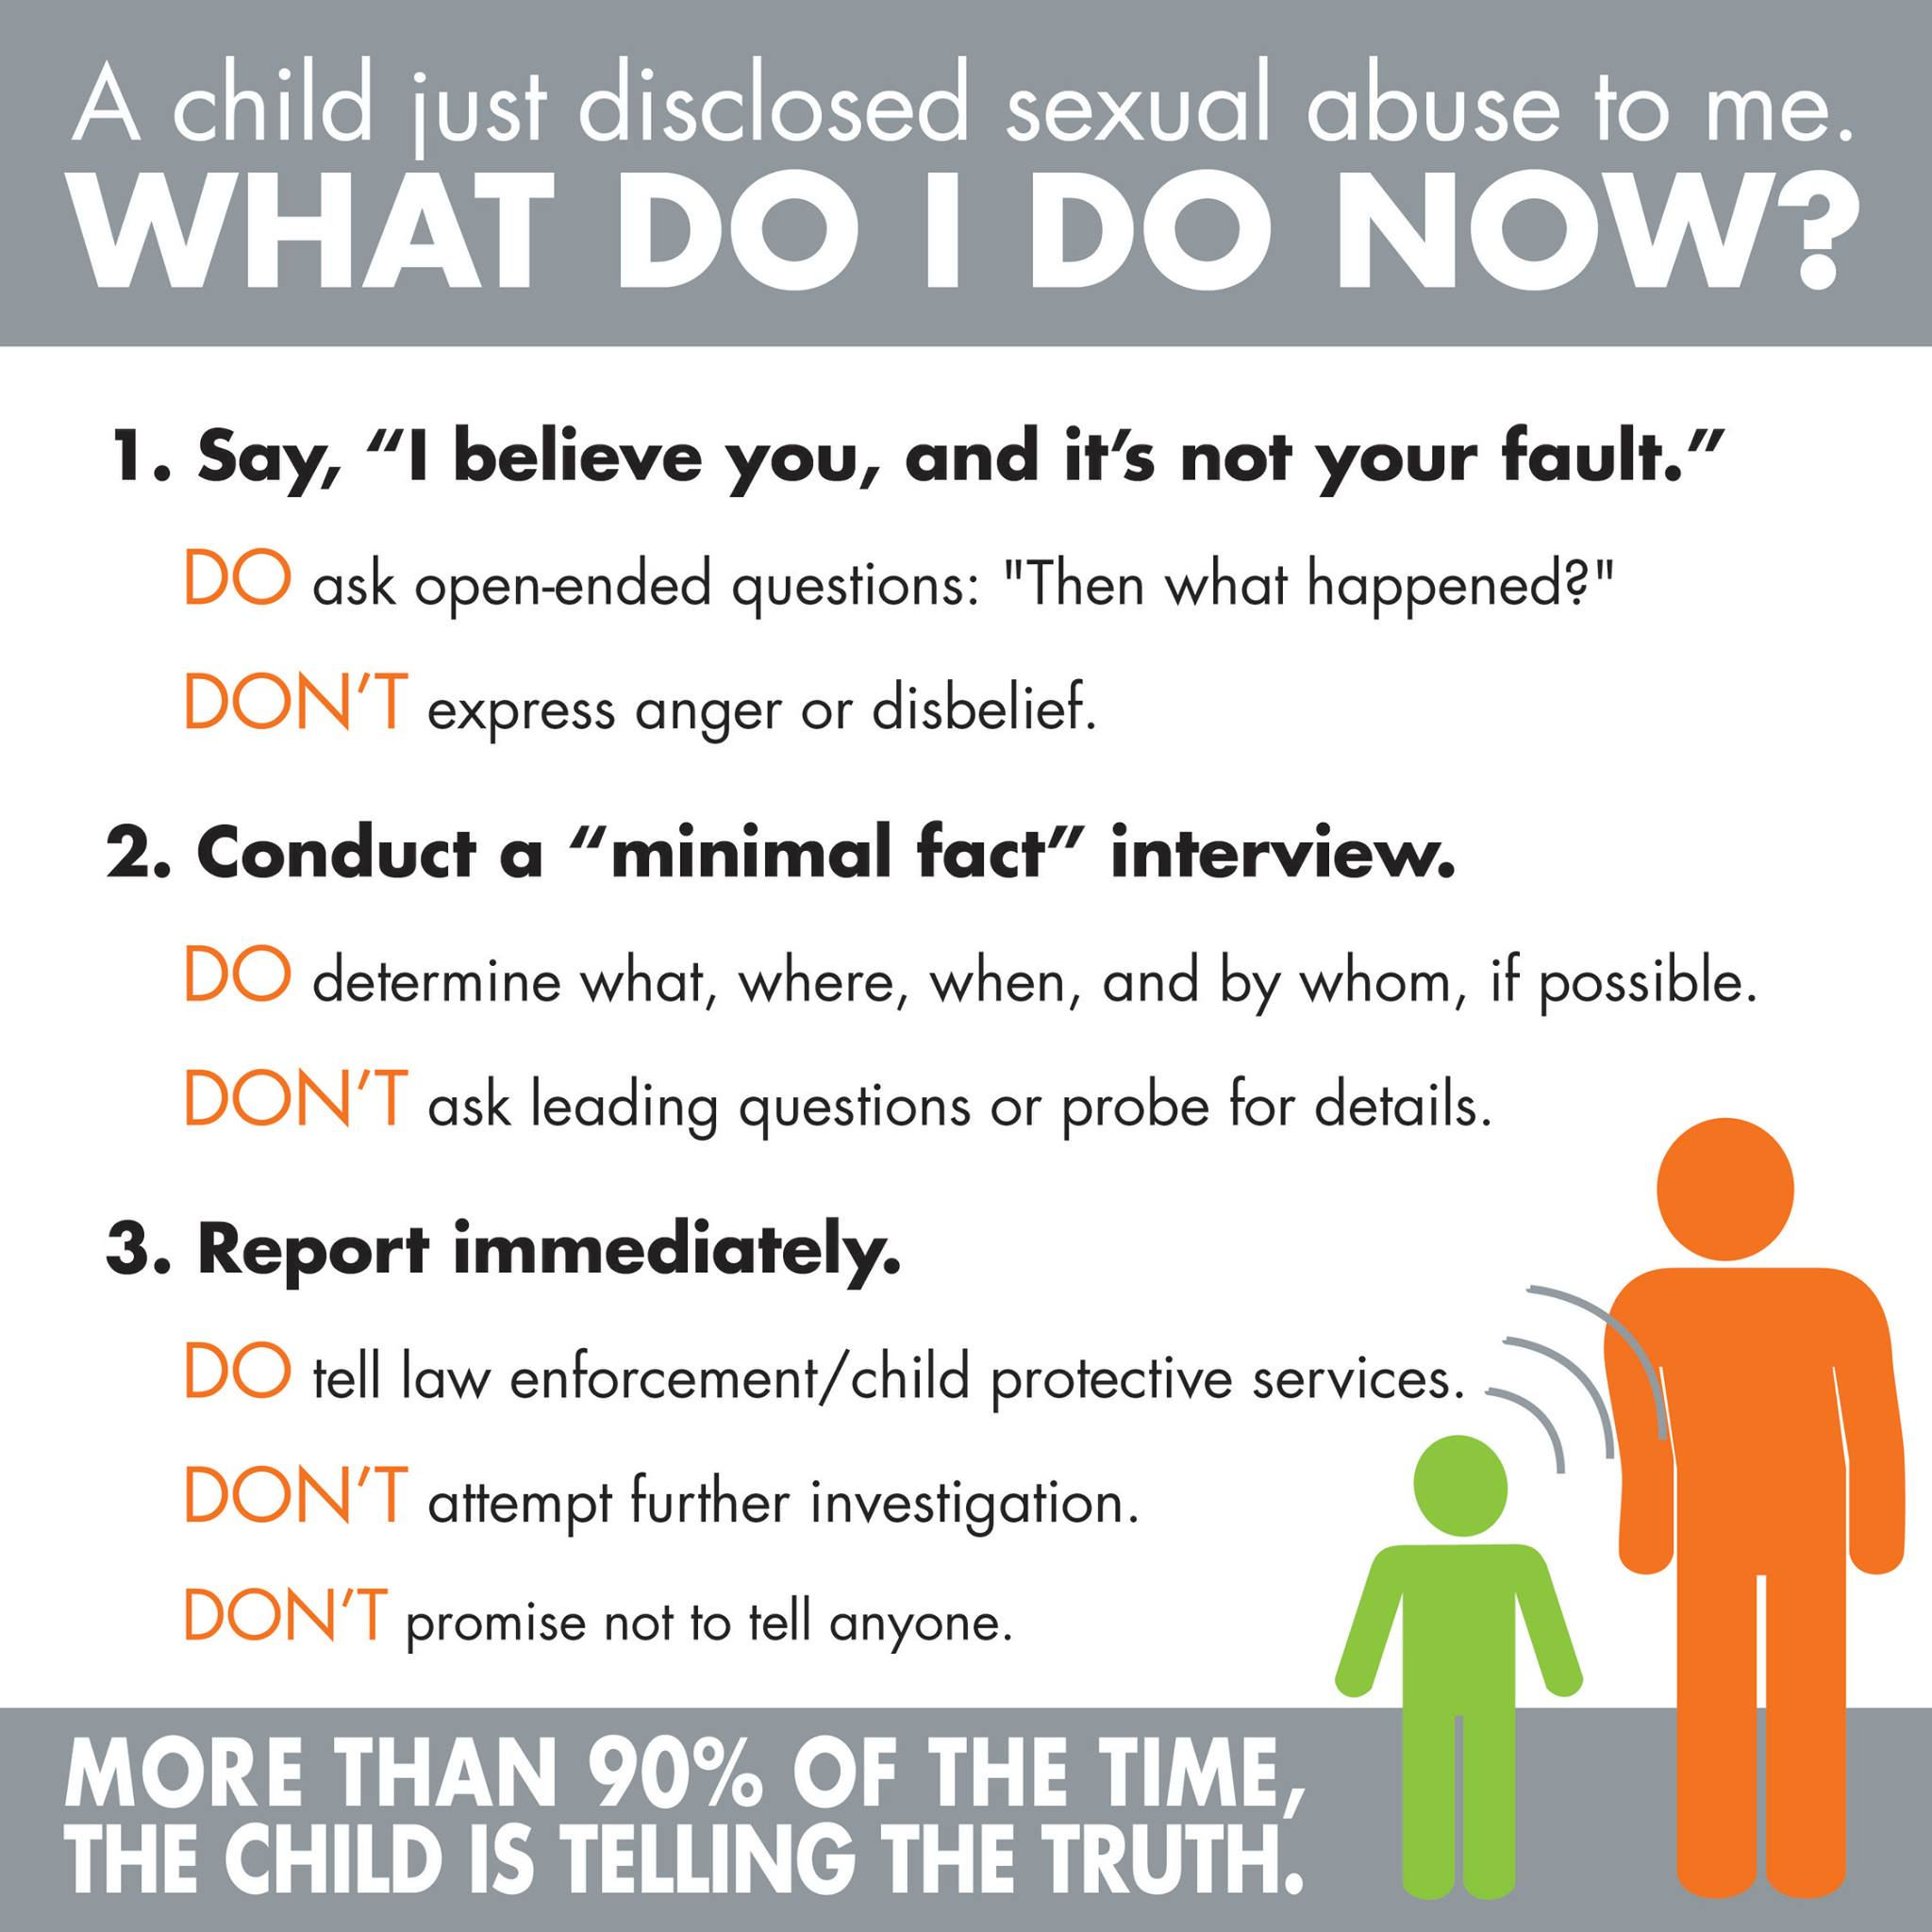 A child just disclosed sexual abuse to me.
WHAT DO I DO NOW?
1. Say, “I believe you, and it’s not your fault.”
DO ask open-ended questions: "Then what happened?"
DON’T express anger or disbelief.
2. Conduct a “minimal fact” interview.
DO determine what, where, when, and by whom, if possible.
DON’T ask leading questions or probe for details.
3. Report immediately.
DO tell law enforcement/child protective services.
DON’T attempt further investigation.
DON’T promise not to tell anyone.
MORE THAN 90% OF THE TIME,
THE CHILD IS TELLING THE TRUTH.